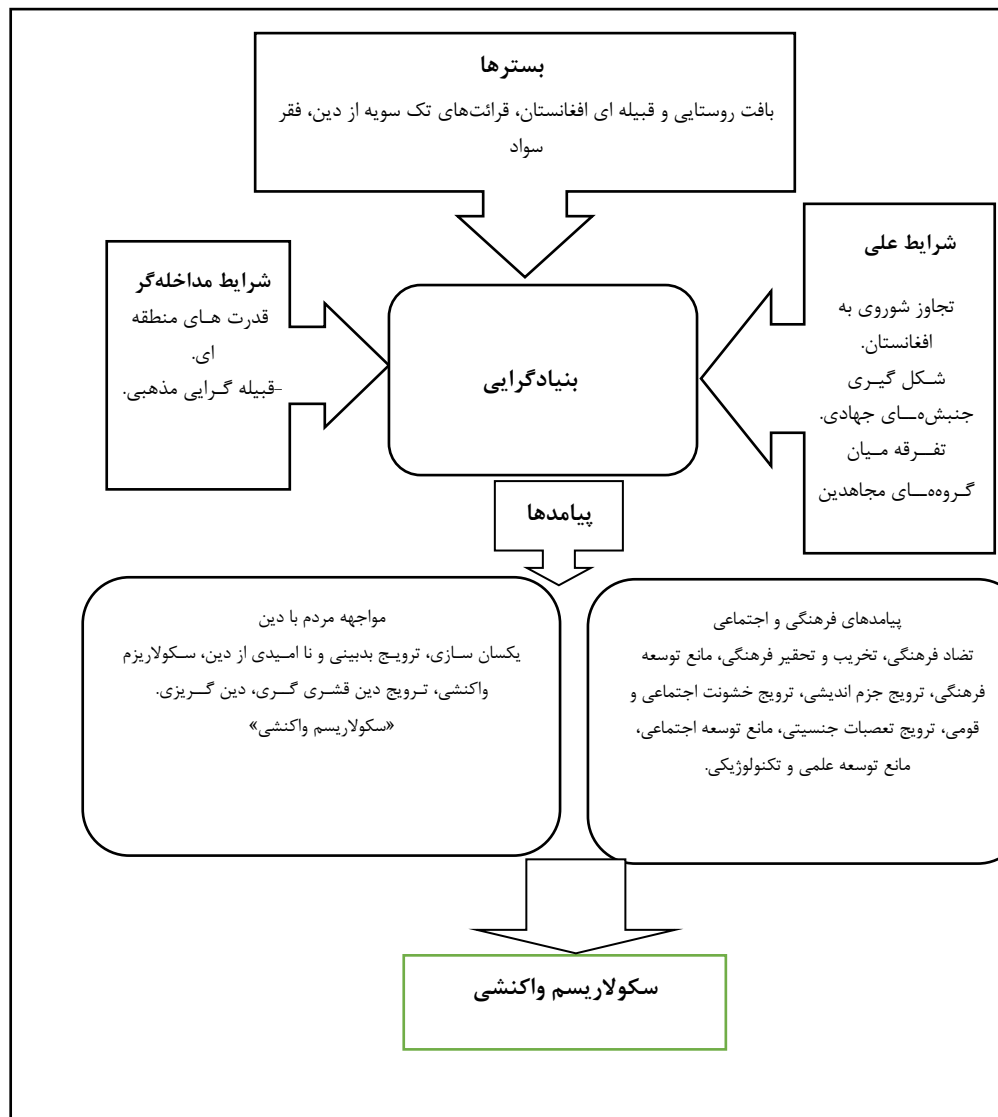 بسترها
بافت روستایی و قبیله ای افغانستان، قرائت‌های تک سویه از دین، فقر
سواد
شرایط علی
تجاوز شوروی به
افغانستان.
شکل گیری
جنبش‌های جهادی.
تفرقه میان
گروه‌های مجاهدین
شرایط مداخله‌گر
قدرت های منطقه
ای.
-قبیله گرایی مذهبی.
بنیادگرایی
پیامدها
پیامدهای فرهنگی و اجتماعی
تضاد فرهنگی، تخریب و تحقیر فرهنگی، مانع توسعه
فرهنگی، ترویج جزم اندیشی، ترویج خشونت اجتماعی و
قومی، ترویج تعصبات جنسیتی، مانع توسعه اجتماعی،
مانع توسعه علمی و تکنولوژیکی.
مواجهه مردم با دین
یکسان سازی، ترویج بدبینی و نا امیدی از دین، سکولاریزم
واکنشی، ترویج دین قشری گری، دین گریزی.
«سکولاریسم واکنشی»
سکولاریسم واکنشی